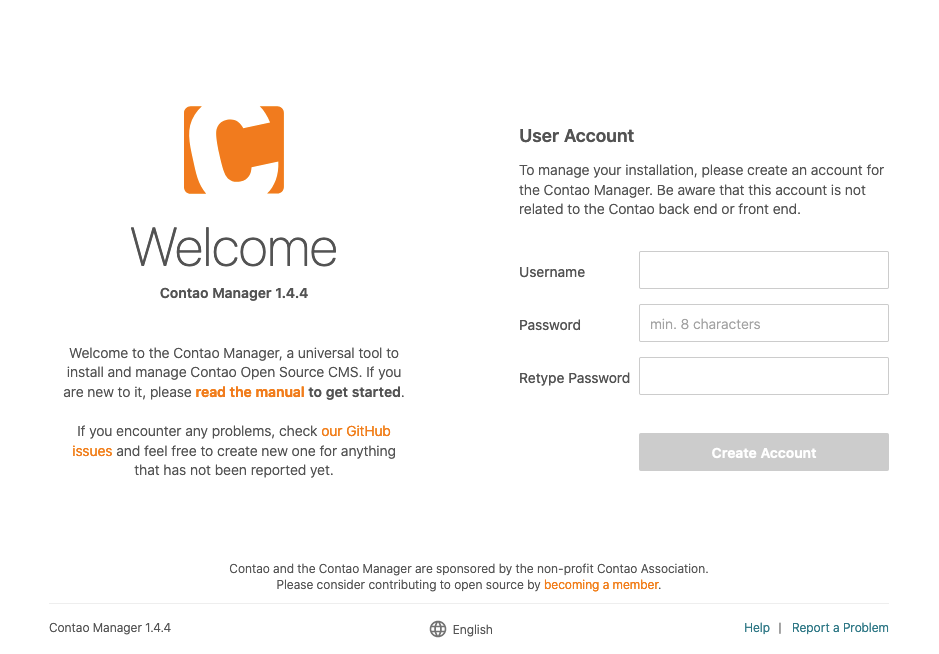 Welcome
Contao Manager 1.4.4
Welcome to the Contao Manager, a universal tool to
install and manage Contao Open Source CMS. If you
are new to it, please read the manual to get started.
If you encounter any problems, check our GitHub
issues and feel free to create new one for anything
that has not been reported yet.
User Account
To manage your installation, please create an account for
the Contao Manager. Be aware that this account is not
related to the Contao back end or front end.
Username
Password
min. 8 characters
Retype Password
Create Account
Contao and the Contao Manager are sponsored by the non-profit Contao Association.
Please consider contributing to open source by becoming a member.
Contao Manager 1.4.4
English
Help | Report a Problem